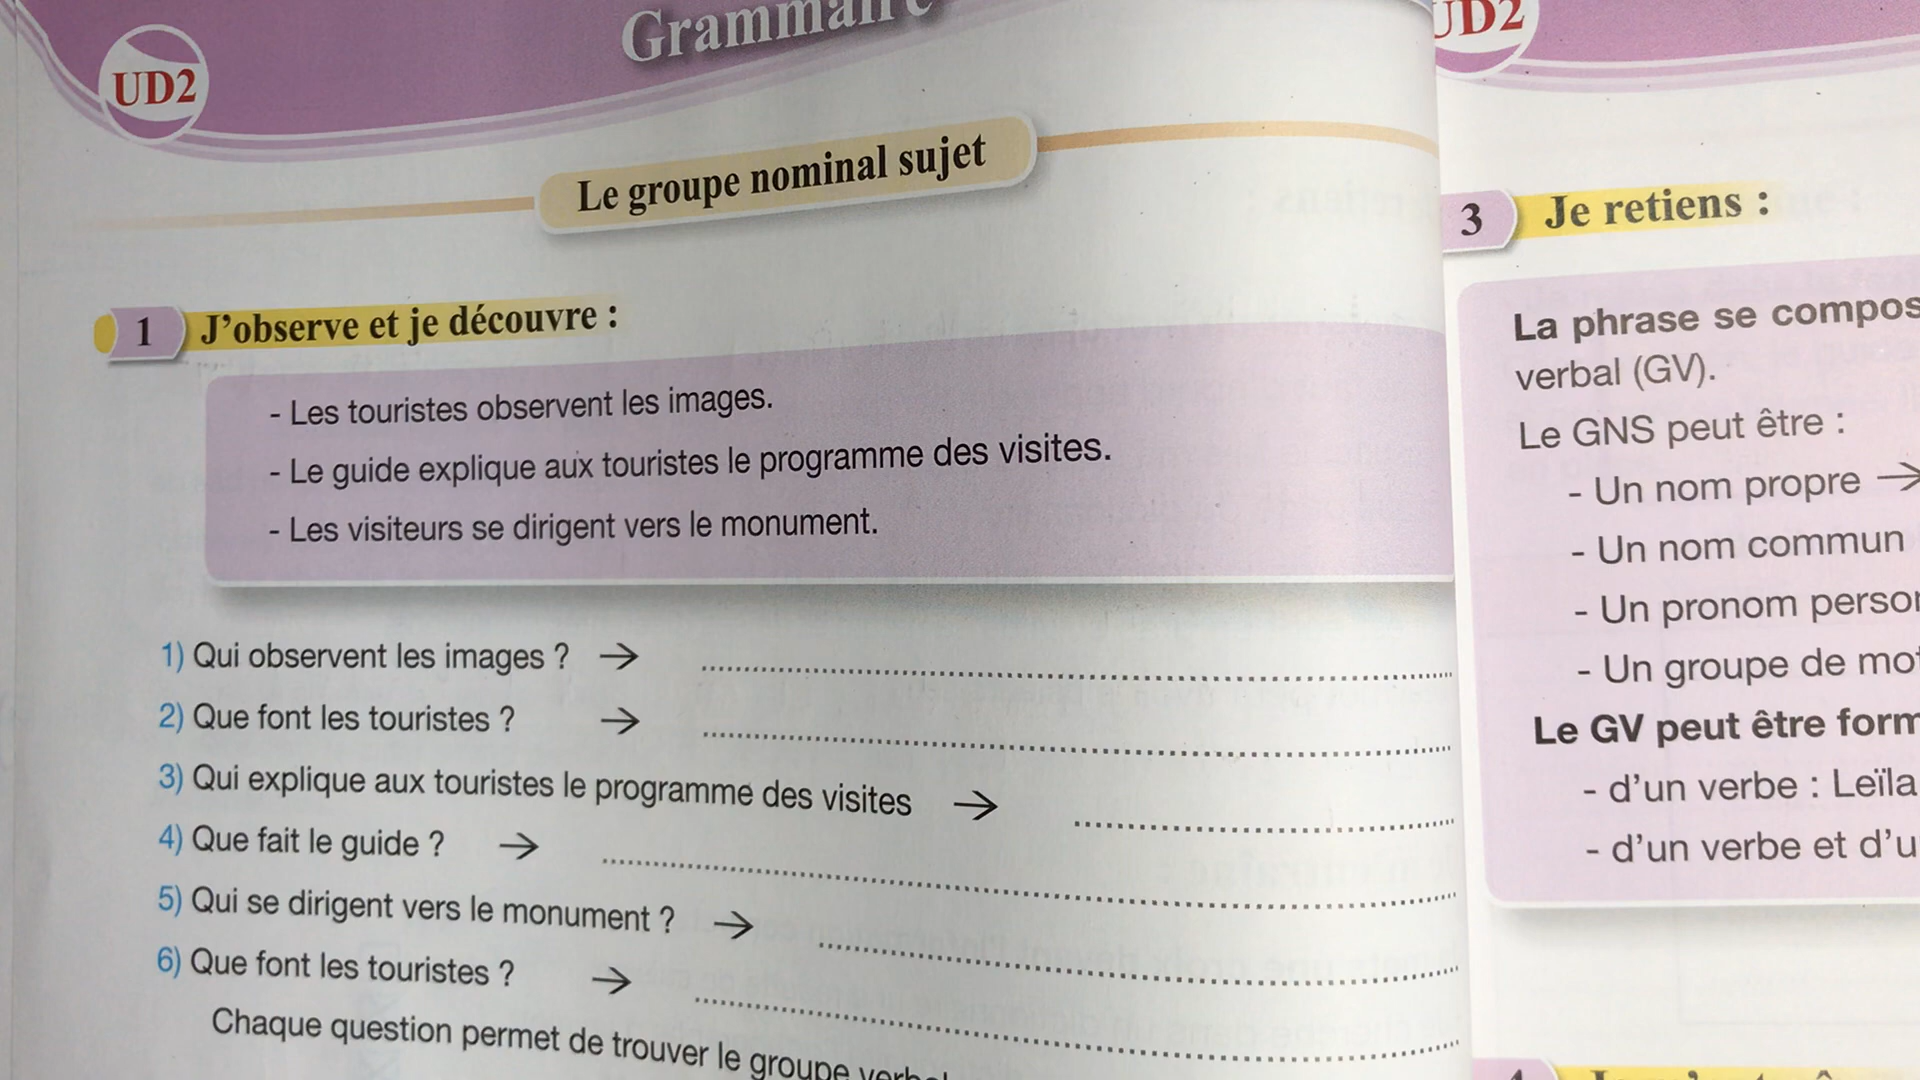 Grammaire
UD2
Le groupe nominal sujet
1 J'observe et je découvre :
- Les touristes observent les images.
- Le guide explique aux touristes le programme des visites.
- Les visiteurs se dirigent vers le monument.
1) Qui observent les images ? →
2) Que font les touristes ? →
3) Qui explique aux touristes le programme des visites →
4) Que fait le guide ? →
5) Qui se dirigent vers le monument ? →
6) Que font les touristes ? →
Chaque question permet de trouver le groupe
UD2
3 Je retiens :
La phrase se compos
verbal (GV).
Le GNS peut être :
- Un nom propre →
- Un nom commun
- Un pronom person
- Un groupe de mot
Le GV peut être form
- d'un verbe : Leïla
- d'un verbe et d'u